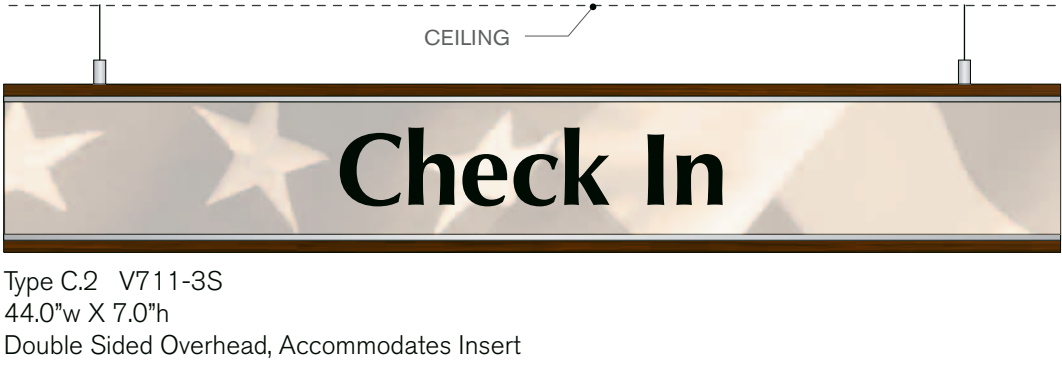 CEILING
Check In
Type C.2 V711-3S
44.0”w X 7.0”h
Double Sided Overhead, Accommodates Insert